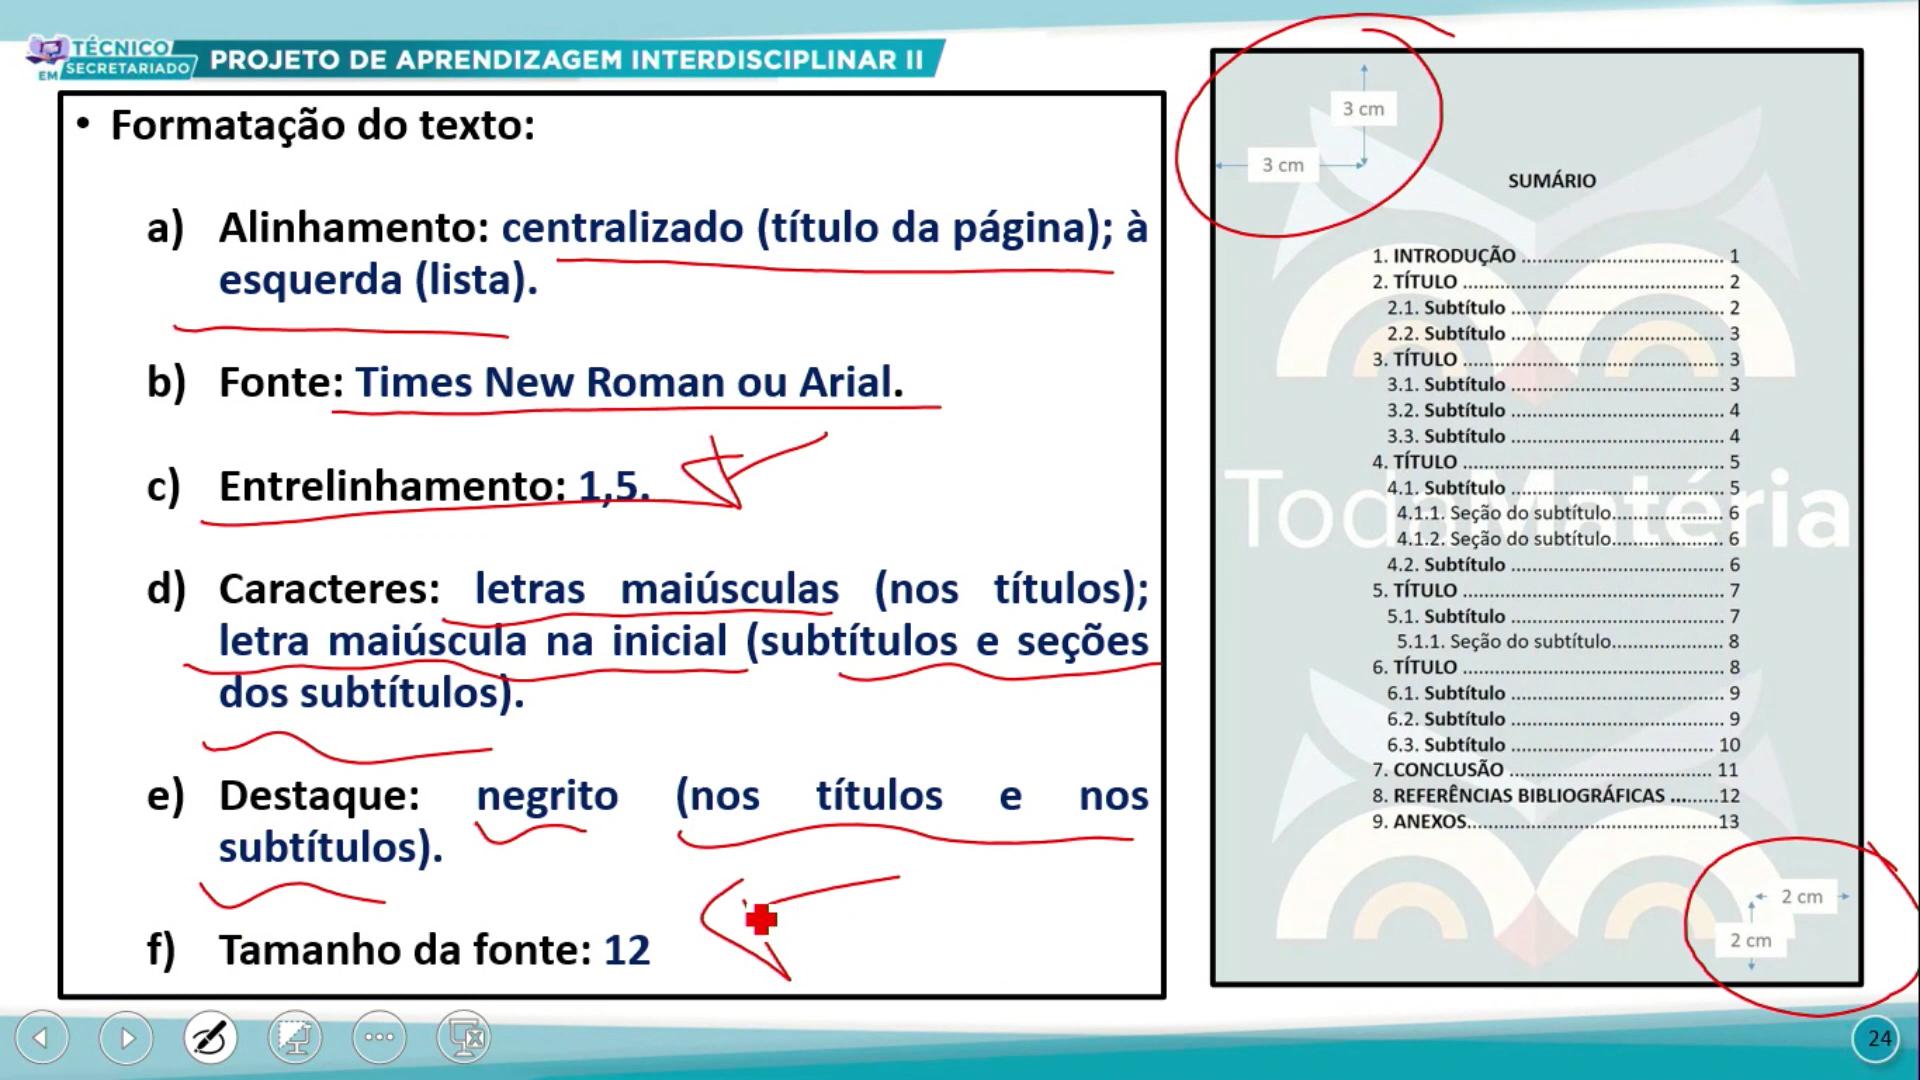 TÉCNICO
EM SECRETARIADO
PROJETO DE APRENDIZAGEM INTERDISCIPLINAR II
• Formatação do texto:
a) Alinhamento: centralizado (título da página); à
esquerda (lista).
b) Fonte: Times New Roman ou Arial.
c) Entrelinhamento: 1,5.
d) Caracteres: letras maiúsculas (nos títulos);
letra maiúscula na inicial (subtítulos e seções
dos subtítulos).
e) Destaque: negrito (nos títulos e nos
subtítulos).
f) Tamanho da fonte: 12
3 cm
3 cm
SUMÁRIO
1. INTRODUÇÃO ..................................... 1
2. TÍTULO ................................................ 2
2.1. Subtítulo ....................................... 2
2.2. Subtítulo ....................................... 3
3. TÍTULO ................................................ 3
3.1. Subtítulo ....................................... 3
3.2. Subtítulo ....................................... 4
3.3. Subtítulo ....................................... 4
4. TÍTULO ................................................ 5
4.1. Subtítulo ....................................... 5
4.1.1. Seção do subtítulo.................... 6
4.1.2. Seção do subtítulo.................... 6
4.2. Subtítulo ....................................... 6
5. TÍTULO ................................................ 7
5.1. Subtítulo ....................................... 7
5.1.1. Seção do subtítulo.................... 8
6. TÍTULO ................................................ 8
6.1. Subtítulo ....................................... 9
6.2. Subtítulo ....................................... 9
6.3. Subtítulo ..................................... 10
7. CONCLUSÃO ..................................... 11
8. REFERÊNCIAS BIBLIOGRÁFICAS .........12
9. ANEXOS..............................................13
Toda Matéria
2 cm
2 cm
24